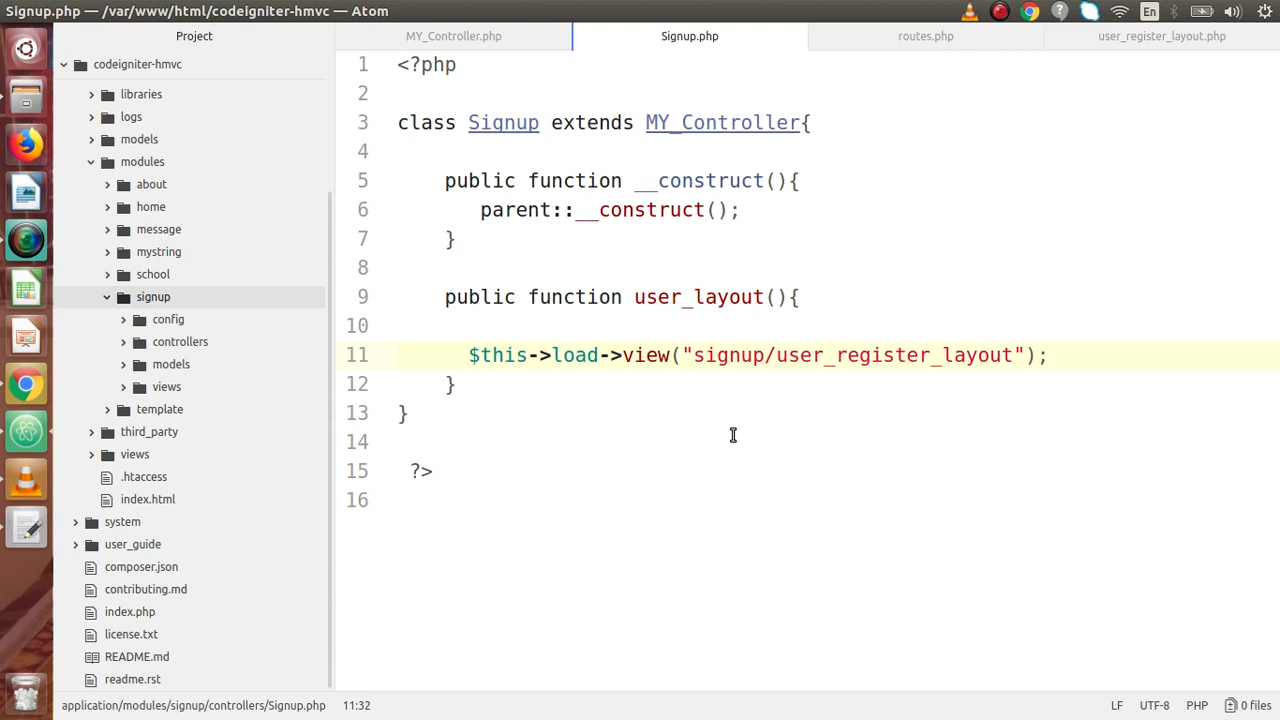 Signup.php — /var/www/html/codeigniter-hmvc — Atom
En
Project
MY_Controller.php
Signup.php
routes.php
user_register_layout.php
codeigniter-hmvc
libraries
logs
models
modules
about
home
message
mystring
school
signup
config
controllers
models
views
template
third_party
views
.htaccess
index.html
system
user_guide
composer.json
contributing.md
index.php
license.txt
README.md
readme.rst
1 <?php
2
3 class Signup extends MY_Controller{
4
5 public function __construct(){
6 parent::__construct();
7 }
8
9 public function user_layout(){
10
11 $this->load->view("signup/user_register_layout");
12 }
13 }
14
15 ?>
16
application/modules/signup/controllers/Signup.php 11:32
LF UTF-8 PHP 0 files